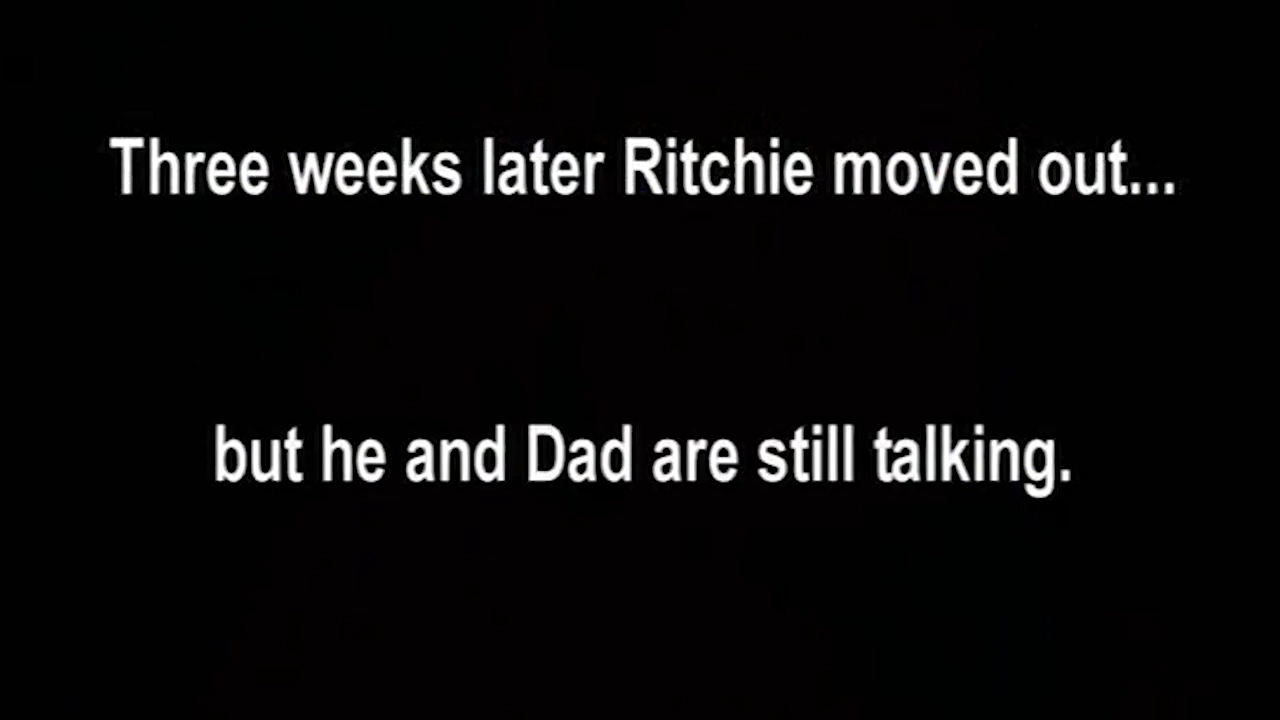 Three weeks later Ritchie moved out...
but he and Dad are still talking.